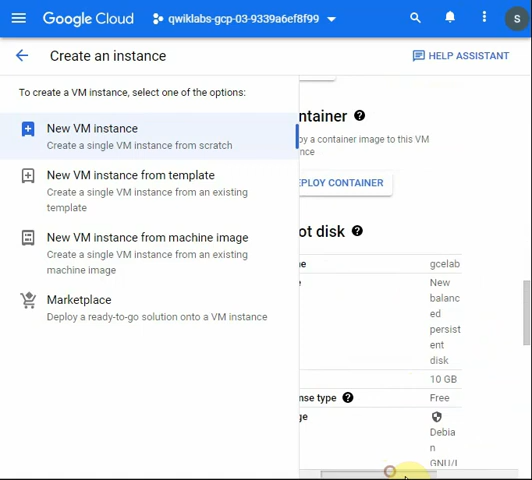 Google Cloud
qwiklabs-gcp-03-9339a6ef8f99
S
Create an instance
HELP ASSISTANT
To create a VM instance, select one of the options:
New VM instance
Create a single VM instance from scratch
New VM instance from template
Create a single VM instance from an existing
template
New VM instance from machine image
Create a single VM instance from an existing
machine image
Marketplace
Deploy a ready-to-go solution onto a VM instance
ntainer
oy a container image to this VM
nce
EPLOY CONTAINER
ot disk
ne
gcelab
e
New
balanc
ed
persist
ent
disk
10 GB
nse type
Free
ge
Debia
n
GNU/L